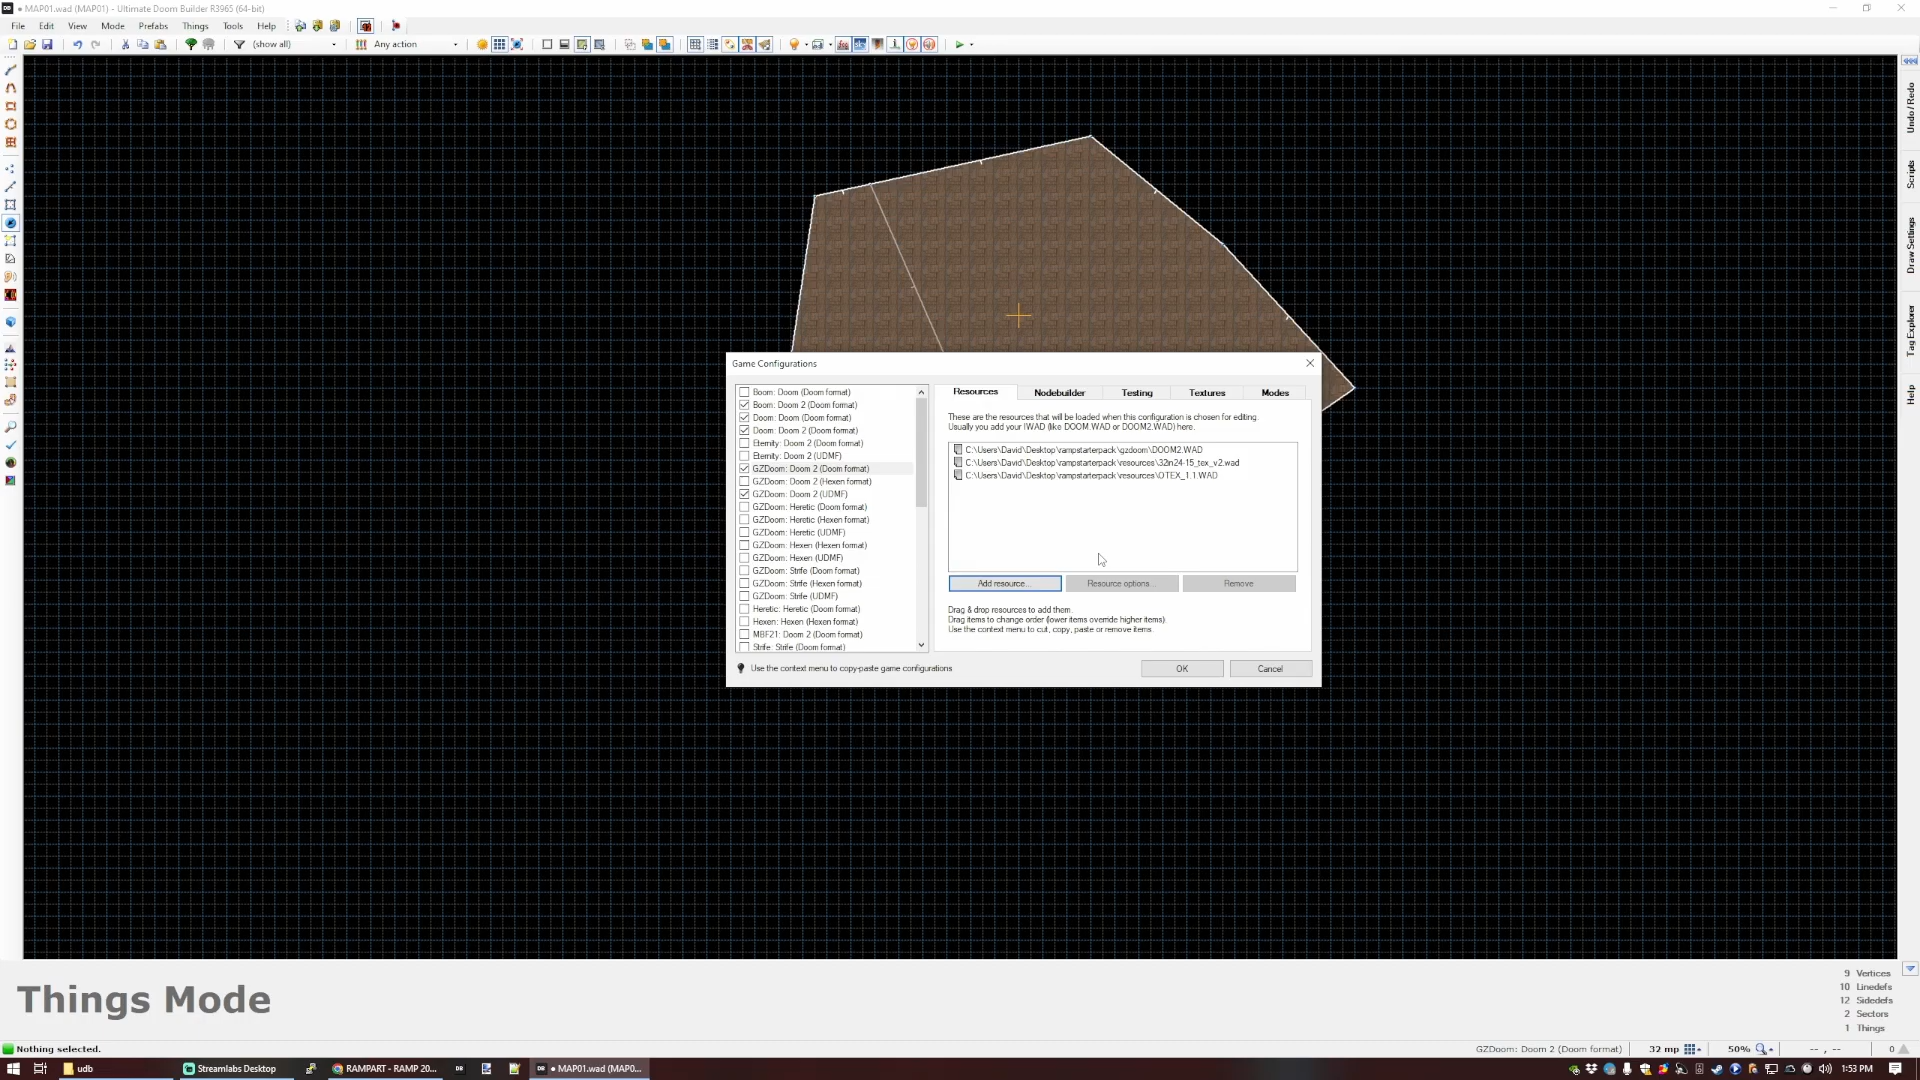 MAP01.wad (MAP01) - Ultimate Doom Builder R3965 (64-bit)
File Edit View Mode Prefabs Things Tools Help
(show all) Any action
Undo / Redo
Scripts
Draw Settings
Tag Explorer
Help
Game Configurations
Boom: Doom (Doom format)
Boom: Doom 2 (Doom format)
Doom: Doom (Doom format)
Doom: Doom 2 (Doom format)
Eternity: Doom 2 (Doom format)
Eternity: Doom 2 (UDMF)
GZDoom: Doom 2 (Doom format)
GZDoom: Doom 2 (Hexen format)
GZDoom: Doom 2 (UDMF)
GZDoom: Heretic (Doom format)
GZDoom: Heretic (Hexen format)
GZDoom: Heretic (UDMF)
GZDoom: Hexen (Hexen format)
GZDoom: Hexen (UDMF)
GZDoom: Strife (Doom format)
GZDoom: Strife (Hexen format)
GZDoom: Strife (UDMF)
Heretic: Heretic (Doom format)
Hexen: Hexen (Hexen format)
MBF21: Doom 2 (Doom format)
Strife: Strife (Doom format)
Resources Nodebuilder Testing Textures Modes
These are the resources that will be loaded when this configuration is chosen for editing.
Usually you add your IWAD (like DOOM.WAD or DOOM2.WAD) here.
C:\Users\David\Desktop\rampstarterpack\gzdoom\DOOM2.WAD
C:\Users\David\Desktop\rampstarterpack\resources\32in24-15_tex_v2.wad
C:\Users\David\Desktop\rampstarterpack\resources\OTEX_1.1.WAD
Add resource... Resource options... Remove
Drag & drop resources to add them.
Drag items to change order (lower items override higher items).
Use the context menu to cut, copy, paste or remove items.
Use the context menu to copy-paste game configurations
OK Cancel
Things Mode
9 Vertices
10 Linedefs
12 Sidedefs
2 Sectors
1 Things
Nothing selected.
GZDoom: Doom 2 (Doom format) 32 mp 50% -- , -- 0
udb Streamlabs Desktop RAMPART - RAMP 20... MAP01.wad (MAP0... 1:53 PM